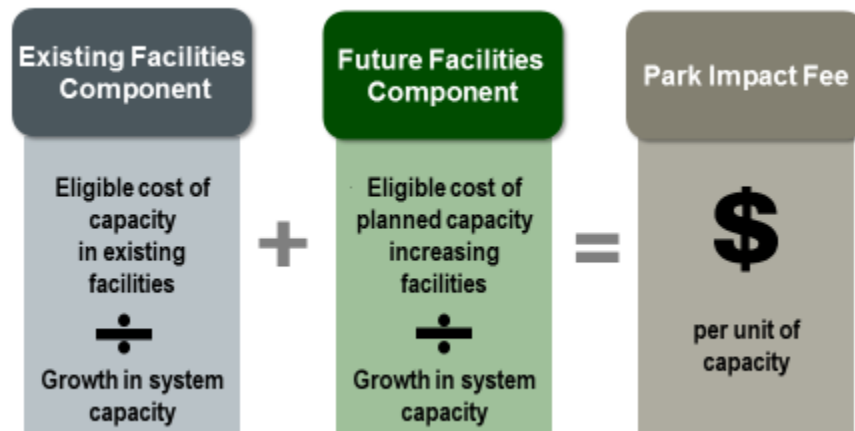 Existing Facilities
Component
Eligible cost of
capacity
in existing
facilities
÷
Growth in system
capacity
+
Future Facilities
Component
Eligible cost of
planned capacity
increasing
facilities
÷
Growth in system
capacity
=
Park Impact Fee
$
per unit of
capacity